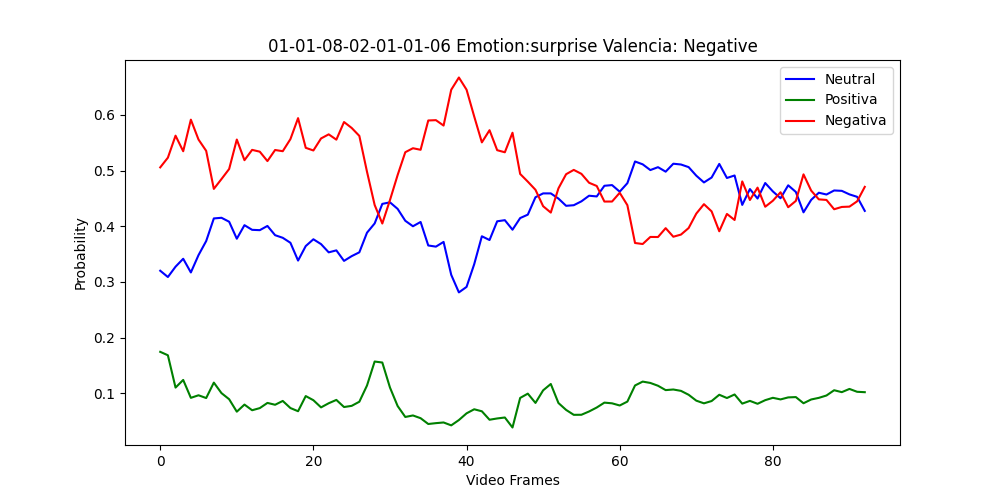 01-01-08-02-01-01-06 Emotion:surprise Valencia: Negative
Neutral
Positiva
Negativa
0.6
0.5
0.4
0.3
0.2
0.1
Probability
0 20 40 60 80
Video Frames